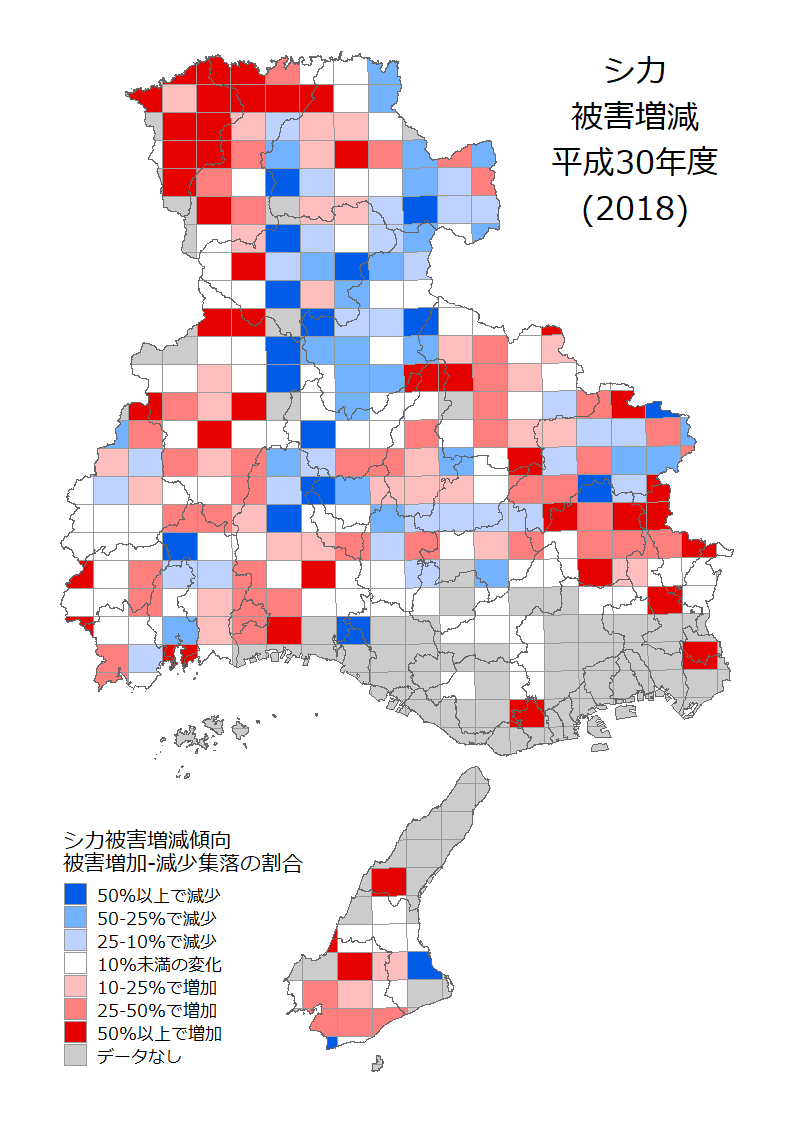 シカ
被害増減
平成30年度
(2018)
シカ被害増減傾向
被害増加-減少集落の割合
50%以上で減少
50-25%で減少
25-10%で減少
10%未満の変化
10-25%で増加
25-50%で増加
50%以上で増加
データなし